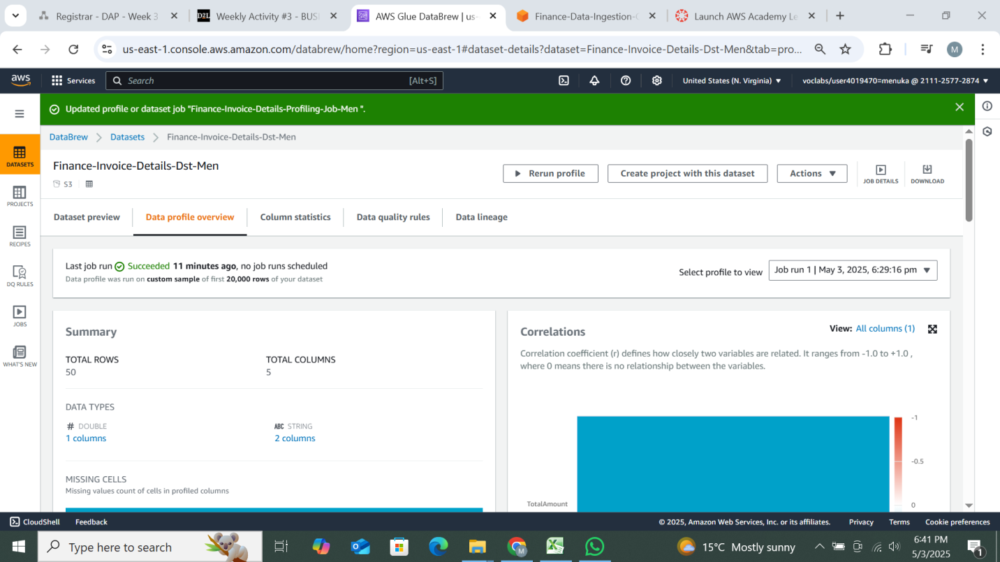 Registrar - DAP - Week 3
D2L Weekly Activity #3 - BUSI
AWS Glue DataBrew | us-
Finance-Data-Ingestion-
Launch AWS Academy Le
us-east-1.console.aws.amazon.com/databrew/home?region=us-east-1#dataset-details?dataset=Finance-Invoice-Details-Dst-Men&tab=pro...
M
aws Services Search [Alt+S] United States (N. Virginia) ▼ voclabs/user4019470=menuka @ 2111-2577-2874 ▼
Updated profile or dataset job "Finance-Invoice-Details-Profiling-Job-Men ".
DataBrew Datasets Finance-Invoice-Details-Dst-Men
DATASETS
PROJECTS
RECIPES
DQ RULES
JOBS
WHAT'S NEW
Finance-Invoice-Details-Dst-Men
S3
Rerun profile Create project with this dataset Actions ▼ JOB DETAILS DOWNLOAD
Dataset preview Data profile overview Column statistics Data quality rules Data lineage
Last job run Succeeded 11 minutes ago, no job runs scheduled
Data profile was run on custom sample of first 20,000 rows of your dataset
Select profile to view Job run 1 | May 3, 2025, 6:29:16 pm ▼
Summary
TOTAL ROWS TOTAL COLUMNS
50 5
DATA TYPES
# DOUBLE ABC STRING
1 columns 2 columns
MISSING CELLS
Missing values count of cells in profiled columns
Correlations View: All columns (1)
Correlation coefficient (r) defines how closely two variables are related. It ranges from -1.0 to +1.0 ,
where 0 means there is no relationship between the variables.
-1
-0.5
0
TotalAmount
CloudShell Feedback © 2025, Amazon Web Services, Inc. or its affiliates. Privacy Terms Cookie preferences
Type here to search 15°C Mostly sunny 6:41 PM
5/3/2025
1